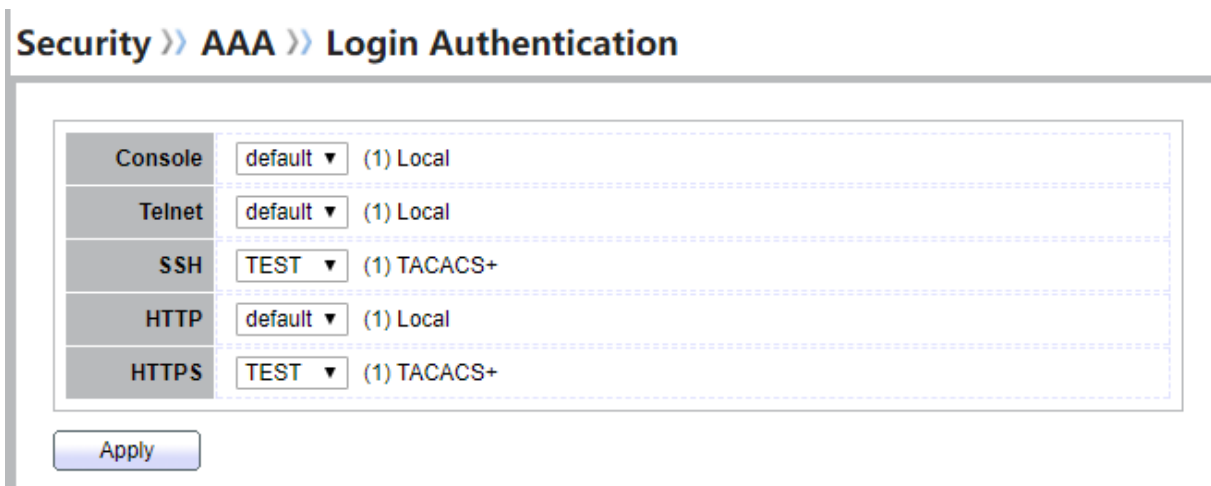 Security » AAA » Login Authentication
Console default ▼ (1) Local
Telnet default ▼ (1) Local
SSH TEST ▼ (1) TACACS+
HTTP default ▼ (1) Local
HTTPS TEST ▼ (1) TACACS+
Apply